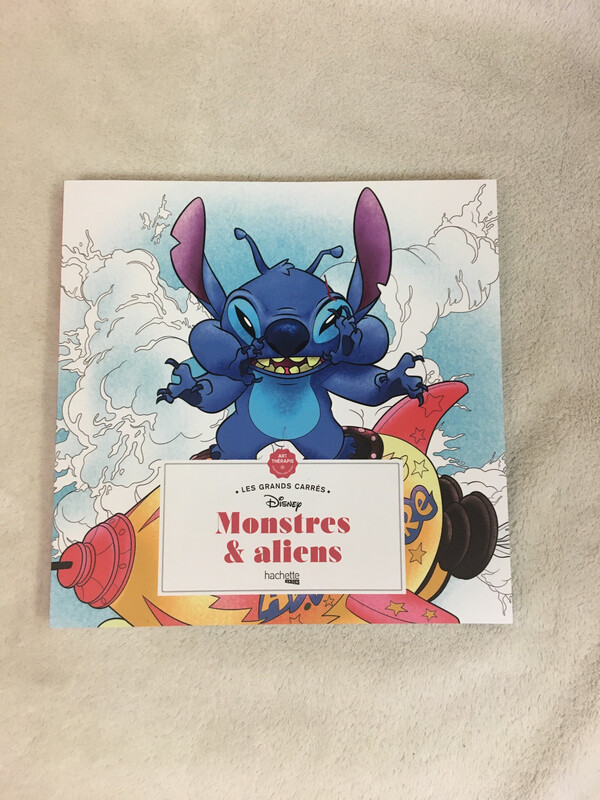 ART
THÉRAPIE
• LES GRANDS CARRÉS •
Disney
Monstres
& aliens
hachette